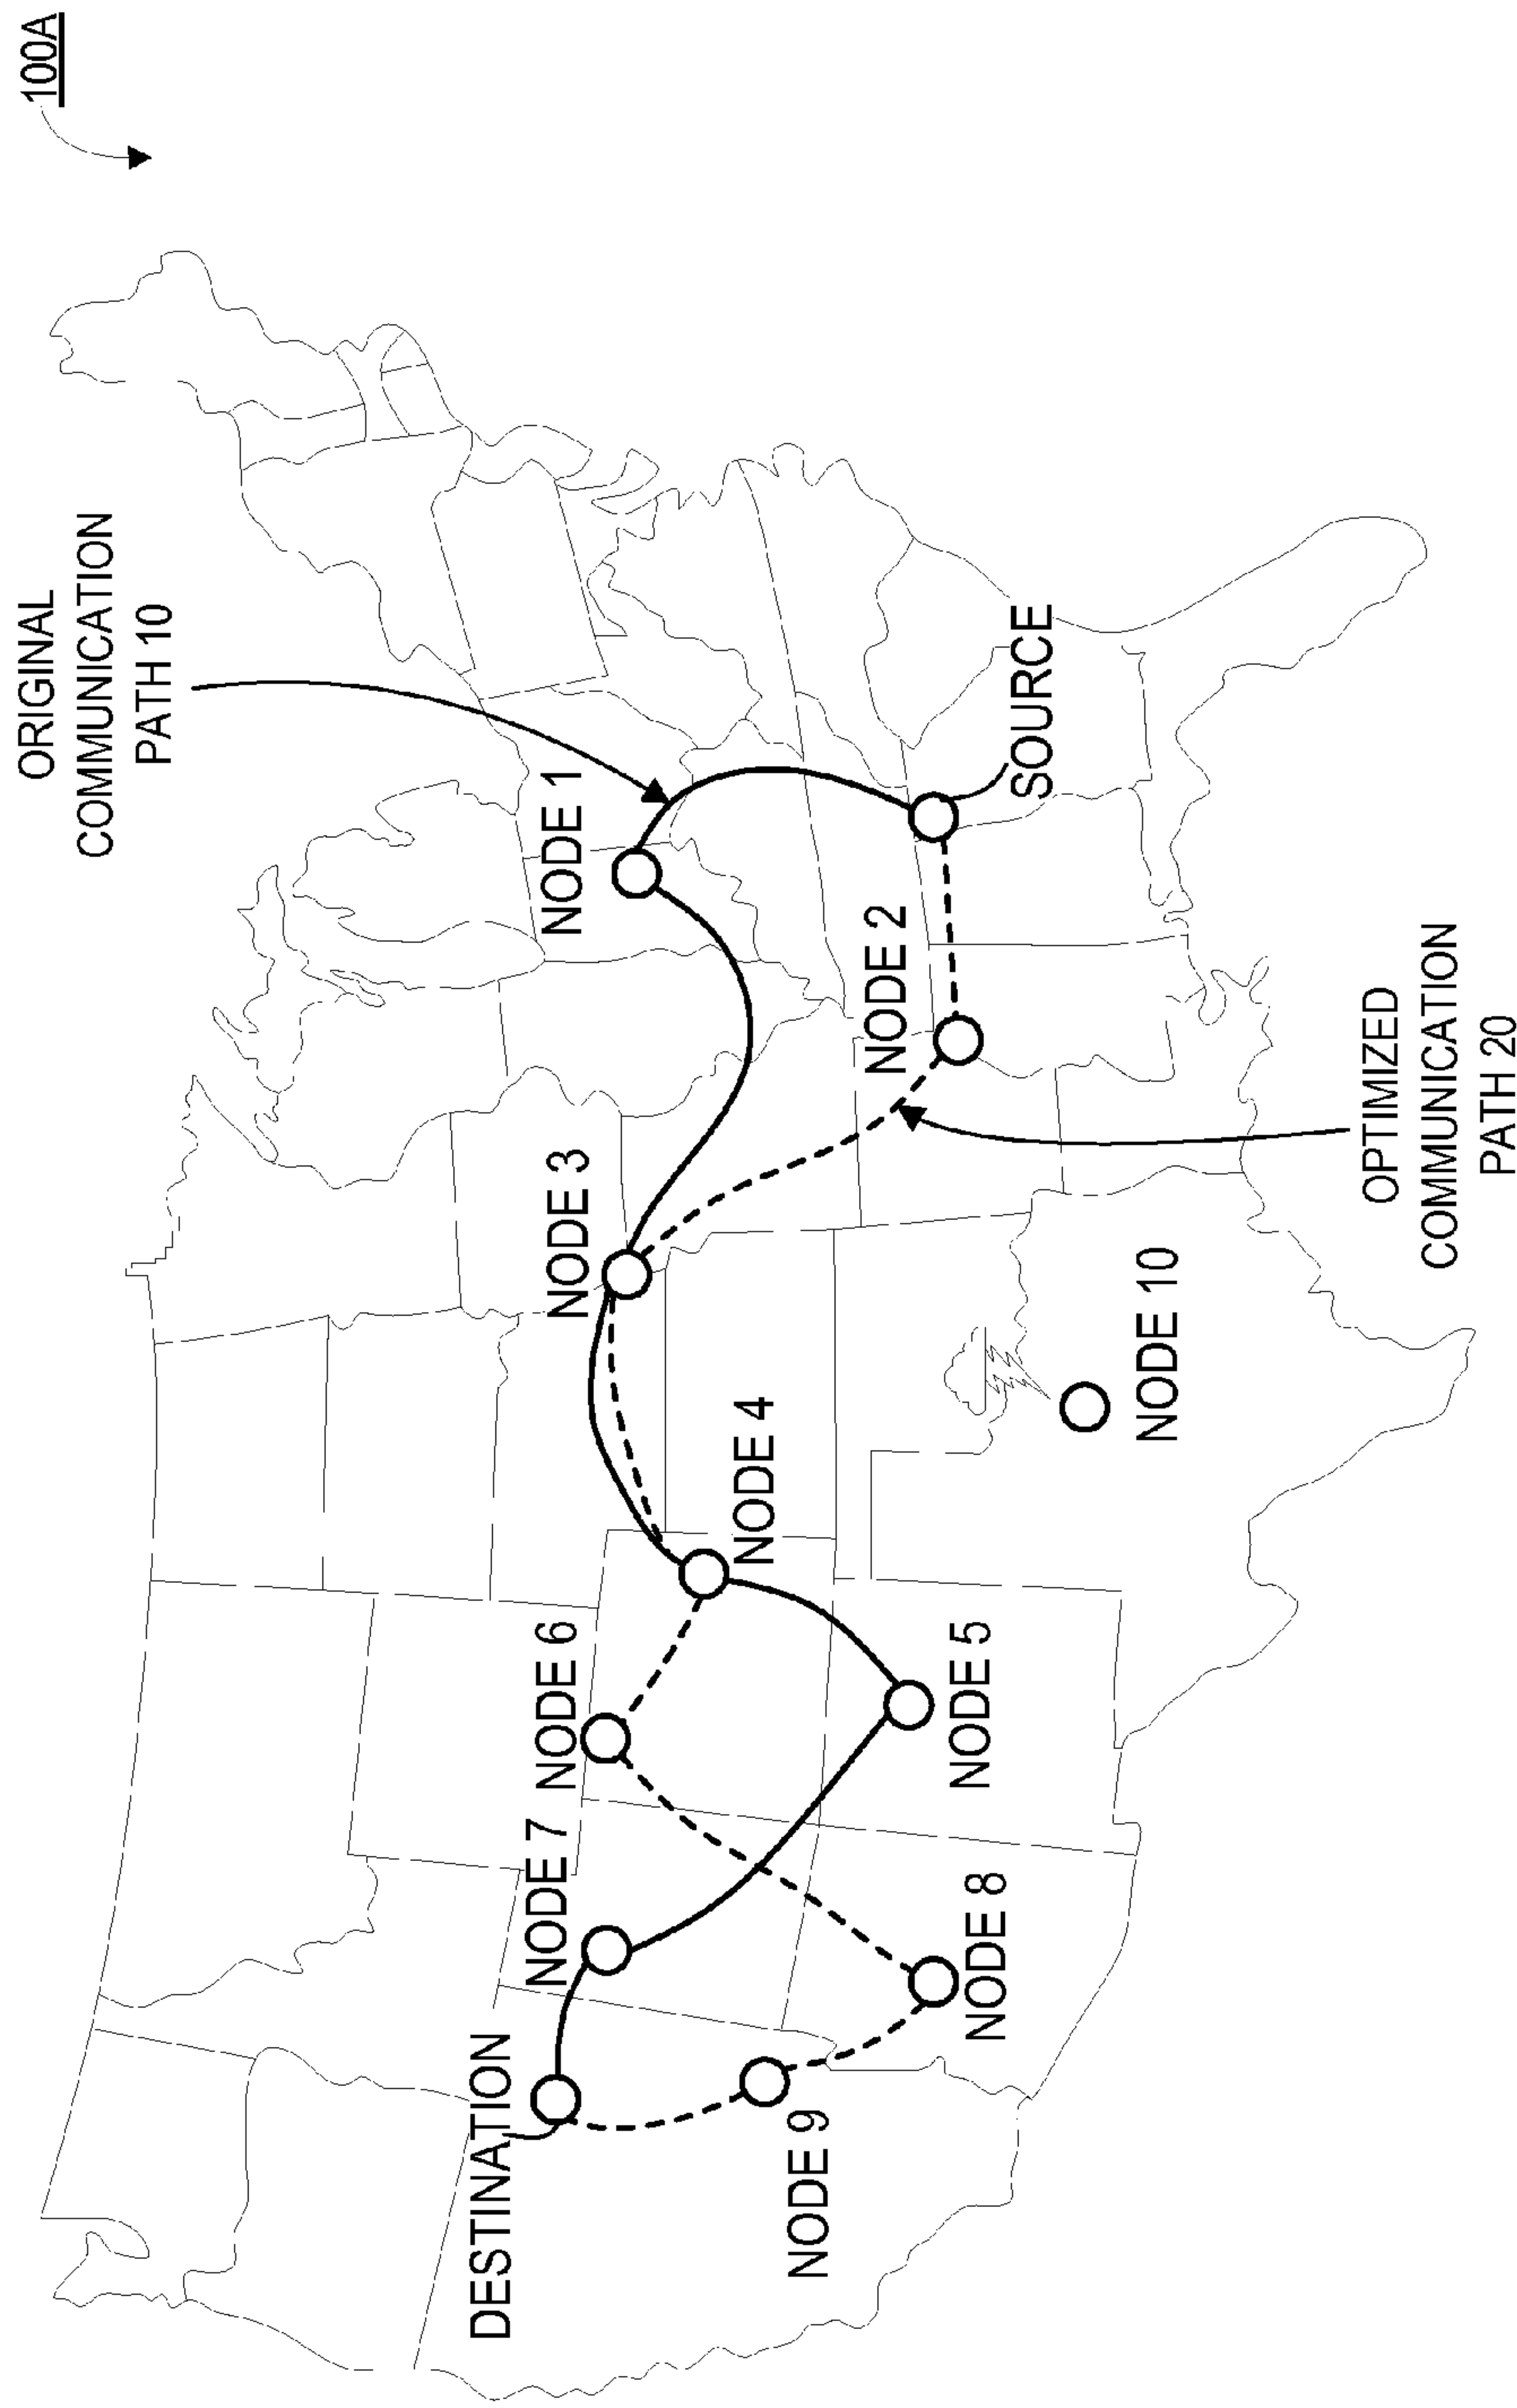 100A
ORIGINAL
COMMUNICATION
PATH 10
NODE 1
NODE 3
NODE 6
NODE 7
DESTINATION
NODE 4
NODE 2
NODE 9
SOURCE
NODE 5
NODE 8
NODE 10
OPTIMIZED
COMMUNICATION
PATH 20